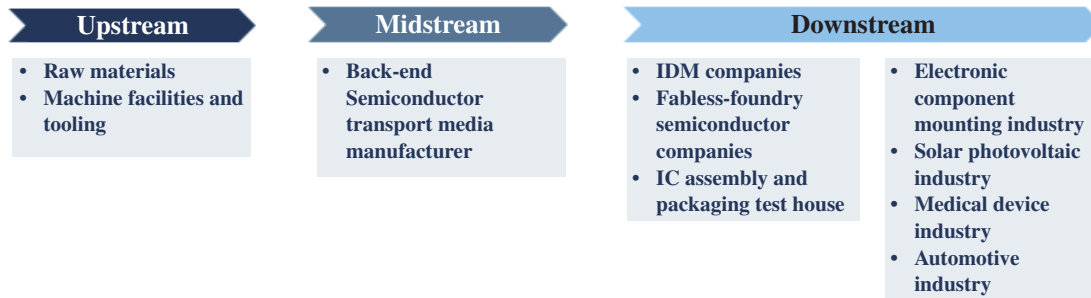 Upstream
• Raw materials
• Machine facilities and
tooling
Midstream
• Back-end
Semiconductor
transport media
manufacturer
Downstream
• IDM companies
• Fabless-foundry
semiconductor
companies
• IC assembly and
packaging test house
• Electronic
component
mounting industry
• Solar photovoltaic
industry
• Medical device
industry
• Automotive
industry